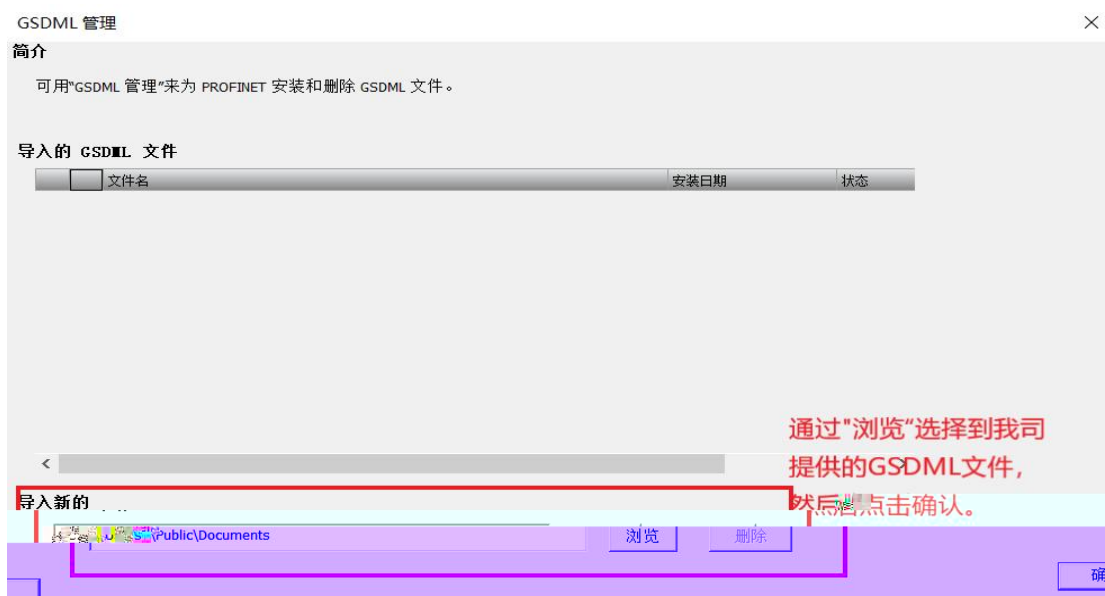 GSDML 管理
简介
可用“GSDML 管理”来为 PROFINET 安装和删除 GSDML 文件。
导入的 GSDML 文件
文件名 安装日期 状态
通过"浏览“选择到我司
提供的GSDML文件,
导入新的
然后 点击确认。
\Public\Documents 浏览 删除
确